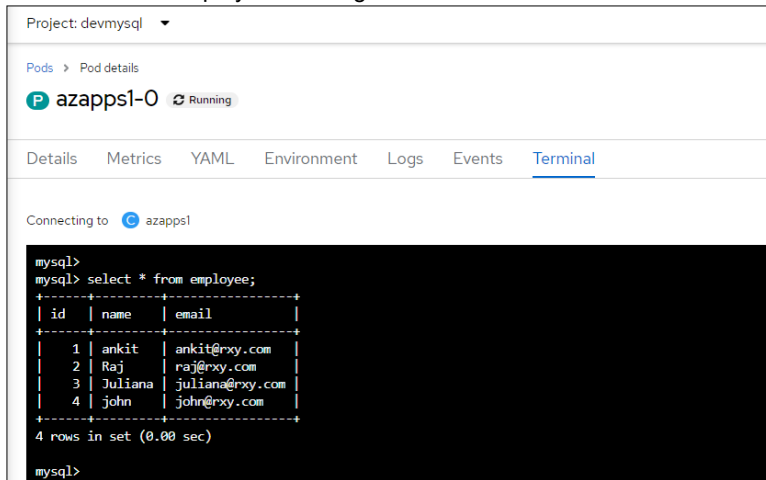 Project: devmysql
Pods > Pod details
P azapps1-0 Running
Details Metrics YAML Environment Logs Events Terminal
Connecting to C azapps1
mysql>
mysql> select * from employee;
+------+---------+-----------------+
| id   | name    | email           |
+------+---------+-----------------+
|    1 | ankit   | ankit@rxy.com   |
|    2 | Raj     | raj@rxy.com     |
|    3 | Juliana | juliana@rxy.com |
|    4 | john    | john@rxy.com    |
+------+---------+-----------------+
4 rows in set (0.00 sec)
mysql>